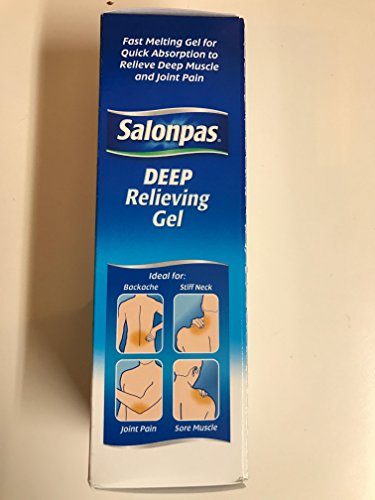 Fast Melting Gel for
Quick Absorption to
Relieve Deep Muscle
and Joint Pain
Salonpas®
DEEP
Relieving
Gel
Ideal for:
Backache
Stiff Neck
Joint Pain
Sore Muscle